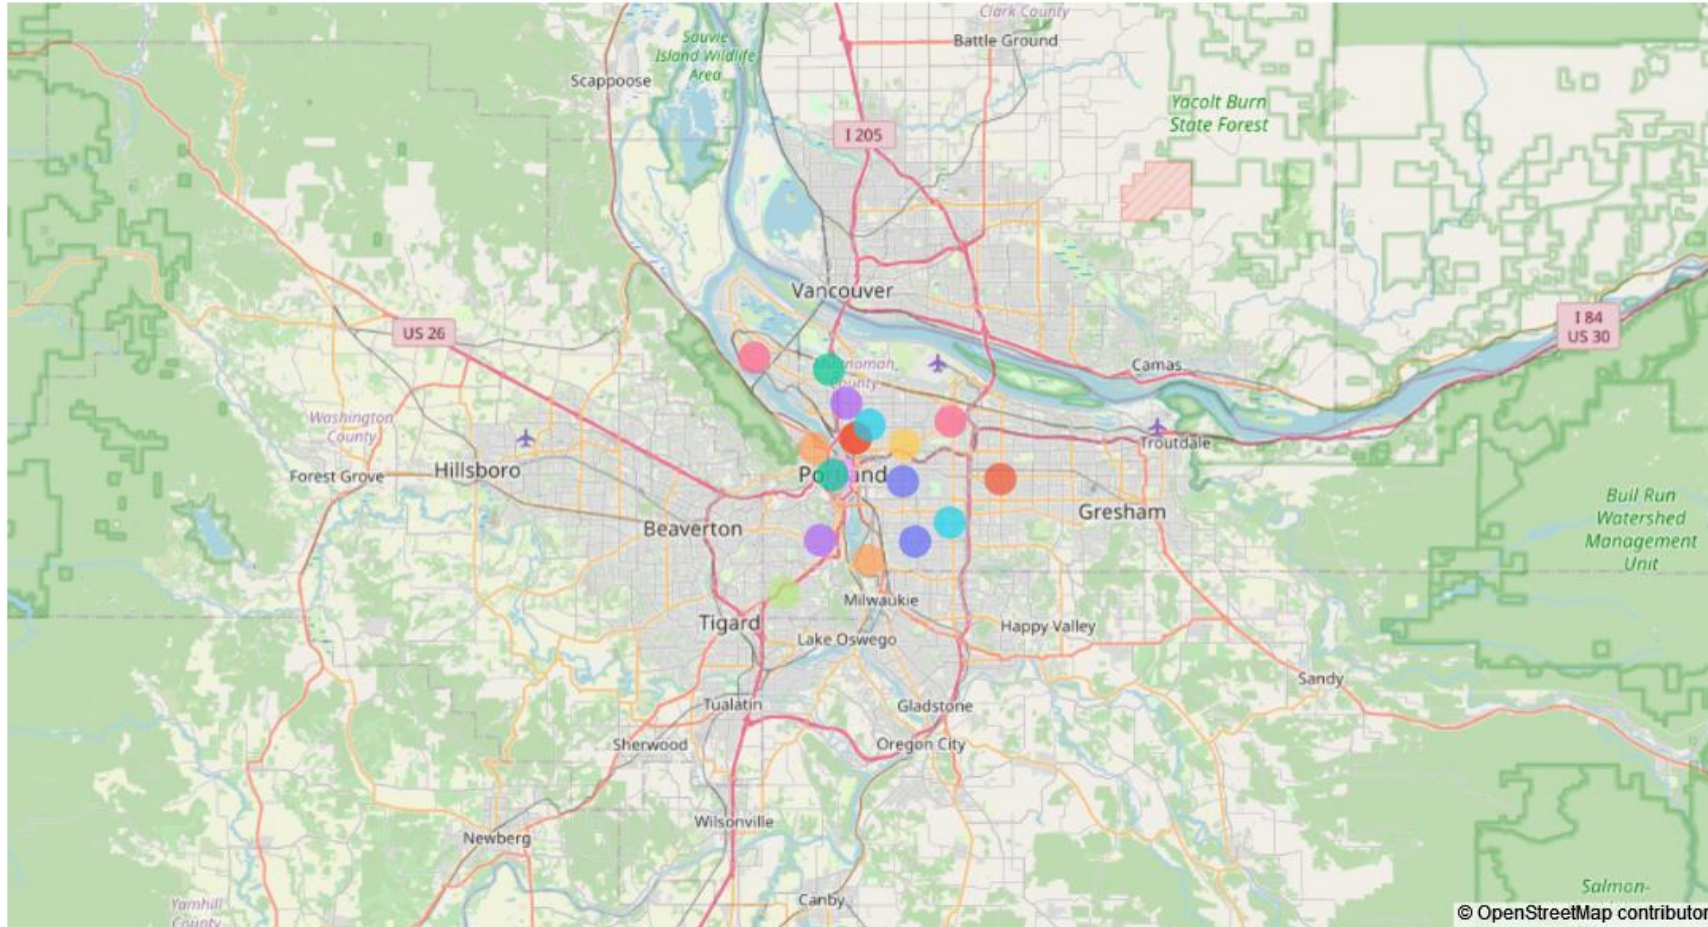 Clark County
Battle Ground
Sauvie
Island Wildlife
Area
Scappoose
Yacolt Burn
State Forest
I 205
Vancouver
I 84
US 30
US 26
Camas
County
Washington
County
Troutdale
Forest Grove
Hillsboro
Gresham
Beaverton
Bull Run
Watershed
Management
Unit
Milwaukie
Tigard
Lake Oswego
Happy Valley
Sandy
Tualatin
Gladstone
Sherwood
Oregon City
Wilsonville
Newberg
Canby
Yamhill
County
Salmon-
© OpenStreetMap contributor